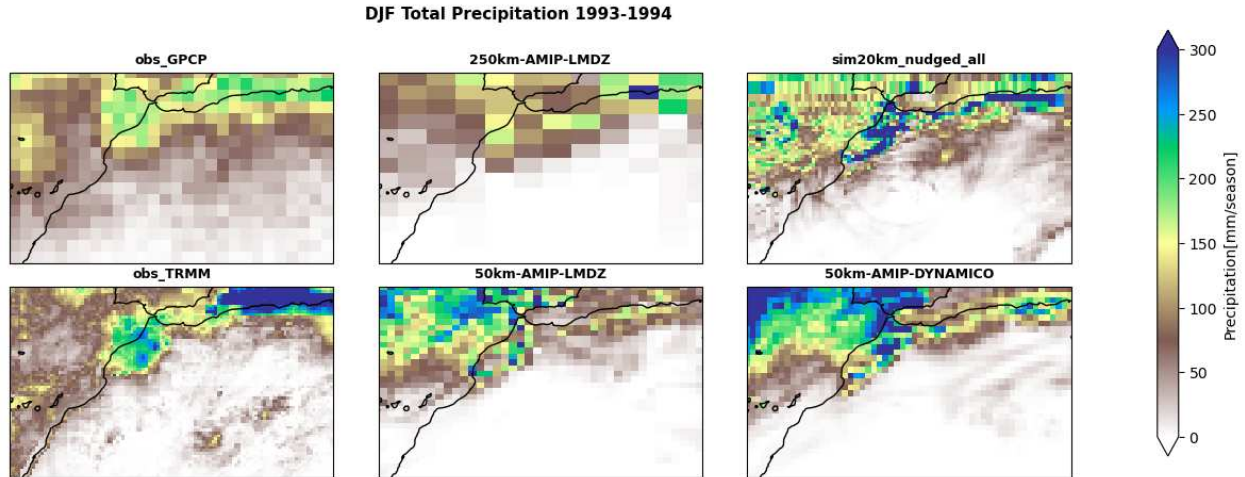 DJF Total Precipitation 1993-1994
obs_GPCP
250km-AMIP-LMDZ
sim20km_nudged_all
obs_TRMM
50km-AMIP-LMDZ
50km-AMIP-DYNAMICO
300
250
200
150
100
50
0
Precipitation[mm/season]